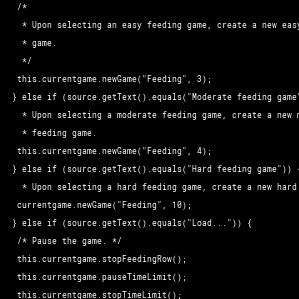 /*
* Upon selecting an easy feeding game, create a new easy
* game.
*/
this.currentgame.newGame("Feeding", 3);
} else if (source.getText().equals("Moderate feeding game"
* Upon selecting a moderate feeding game, create a new
* feeding game.
this.currentgame.newGame("Feeding", 4);
} else if (source.getText().equals("Hard feeding game"))
* Upon selecting a hard feeding game, create a new hard
currentgame.newGame("Feeding", 10);
} else if (source.getText().equals("Load...")) {
/* Pause the game. */
this.currentgame.stopFeedingRow();
this.currentgame.pauseTimeLimit();
this.currentgame.stopTimeLimit();